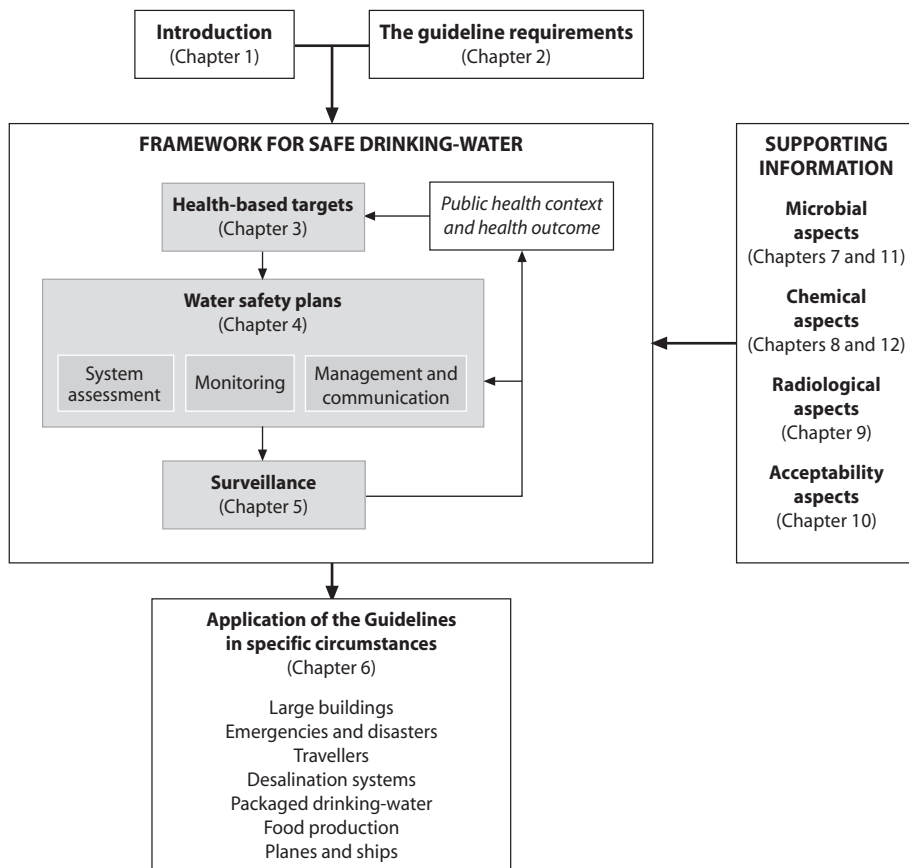 Introduction
(Chapter 1)
The guideline requirements
(Chapter 2)
FRAMEWORK FOR SAFE DRINKING-WATER
Health-based targets
(Chapter 3)
Public health context
and health outcome
Water safety plans
(Chapter 4)
System
assessment
Monitoring
Management and
communication
Surveillance
(Chapter 5)
SUPPORTING
INFORMATION
Microbial
aspects
(Chapters 7 and 11)
Chemical
aspects
(Chapters 8 and 12)
Radiological
aspects
(Chapter 9)
Acceptability
aspects
(Chapter 10)
Application of the Guidelines
in specific circumstances
(Chapter 6)
Large buildings
Emergencies and disasters
Travellers
Desalination systems
Packaged drinking-water
Food production
Planes and ships